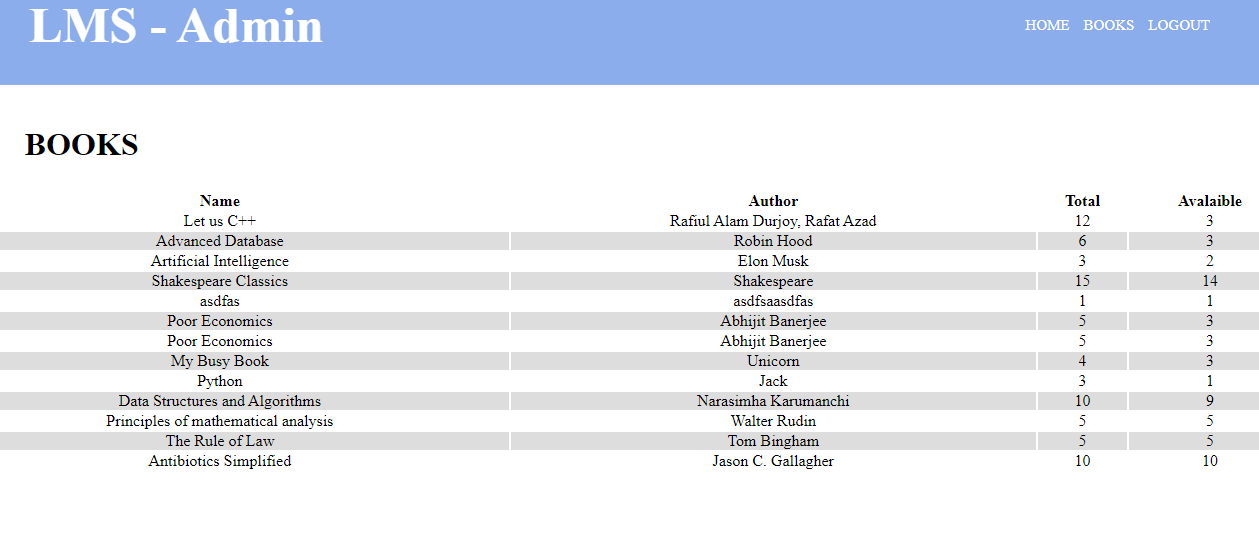 LMS - Admin HOME BOOKS LOGOUT
BOOKS
Name Author Total Avalaible
Let us C++ Rafiul Alam Durjoy, Rafat Azad 12 3
Advanced Database Robin Hood 6 3
Artificial Intelligence Elon Musk 3 2
Shakespeare Classics Shakespeare 15 14
asdfas asdfsaasdfas 1 1
Poor Economics Abhijit Banerjee 5 3
Poor Economics Abhijit Banerjee 5 3
My Busy Book Unicorn 4 3
Python Jack 3 1
Data Structures and Algorithms Narasimha Karumanchi 10 9
Principles of mathematical analysis Walter Rudin 5 5
The Rule of Law Tom Bingham 5 5
Antibiotics Simplified Jason C. Gallagher 10 10